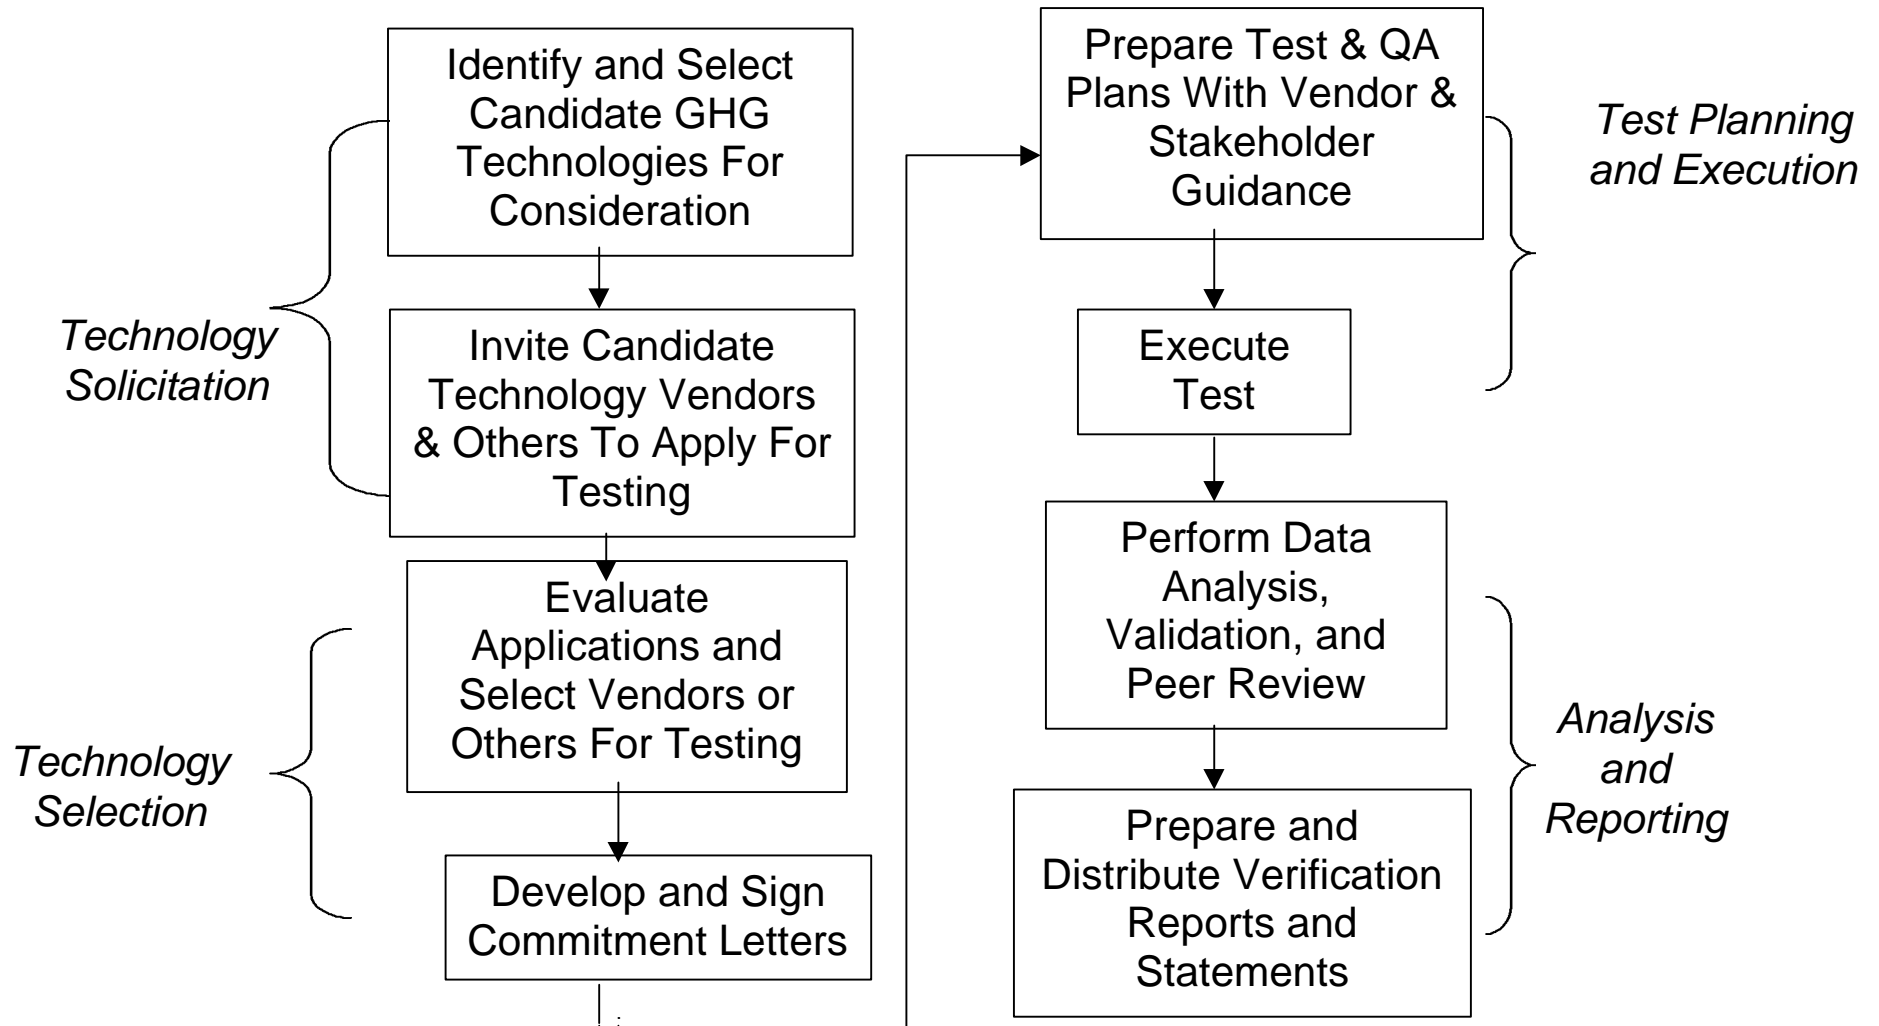 Identify and Select
Candidate GHG
Technologies For
Consideration
Technology
Solicitation
Invite Candidate
Technology Vendors
& Others To Apply For
Testing
Evaluate
Applications and
Select Vendors or
Others For Testing
Technology
Selection
Develop and Sign
Commitment Letters
Prepare Test & QA
Plans With Vendor &
Stakeholder
Guidance
Test Planning
and Execution
Execute
Test
Perform Data
Analysis,
Validation, and
Peer Review
Analysis
and
Reporting
Prepare and
Distribute Verification
Reports and
Statements